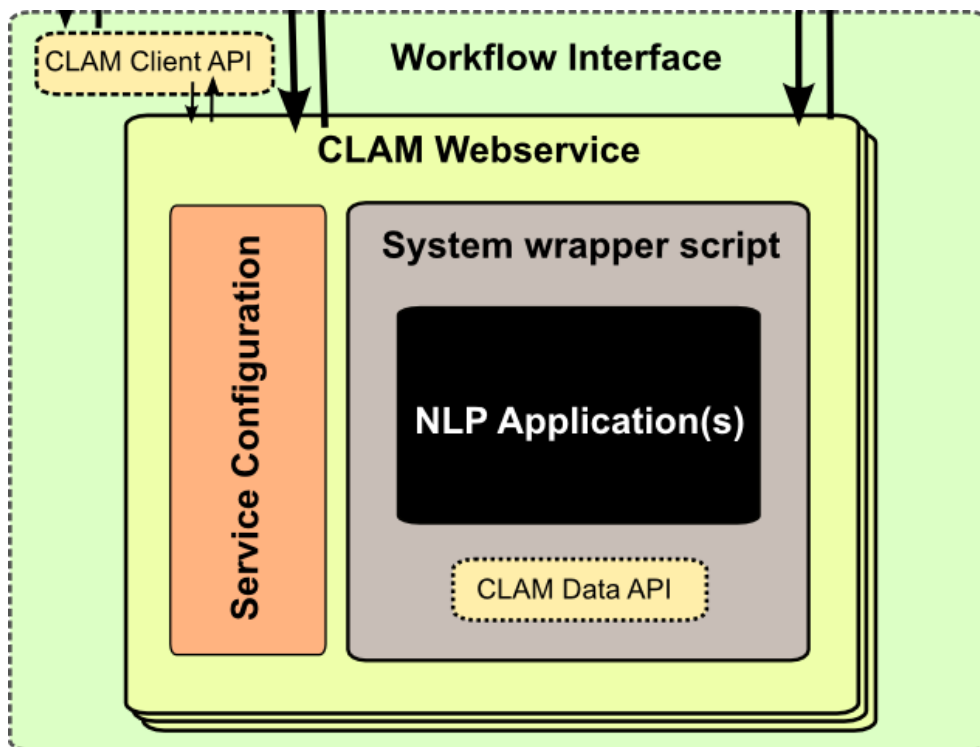 CLAM Client API
Workflow Interface
CLAM Webservice
Service Configuration
System wrapper script
NLP Application(s)
CLAM Data API